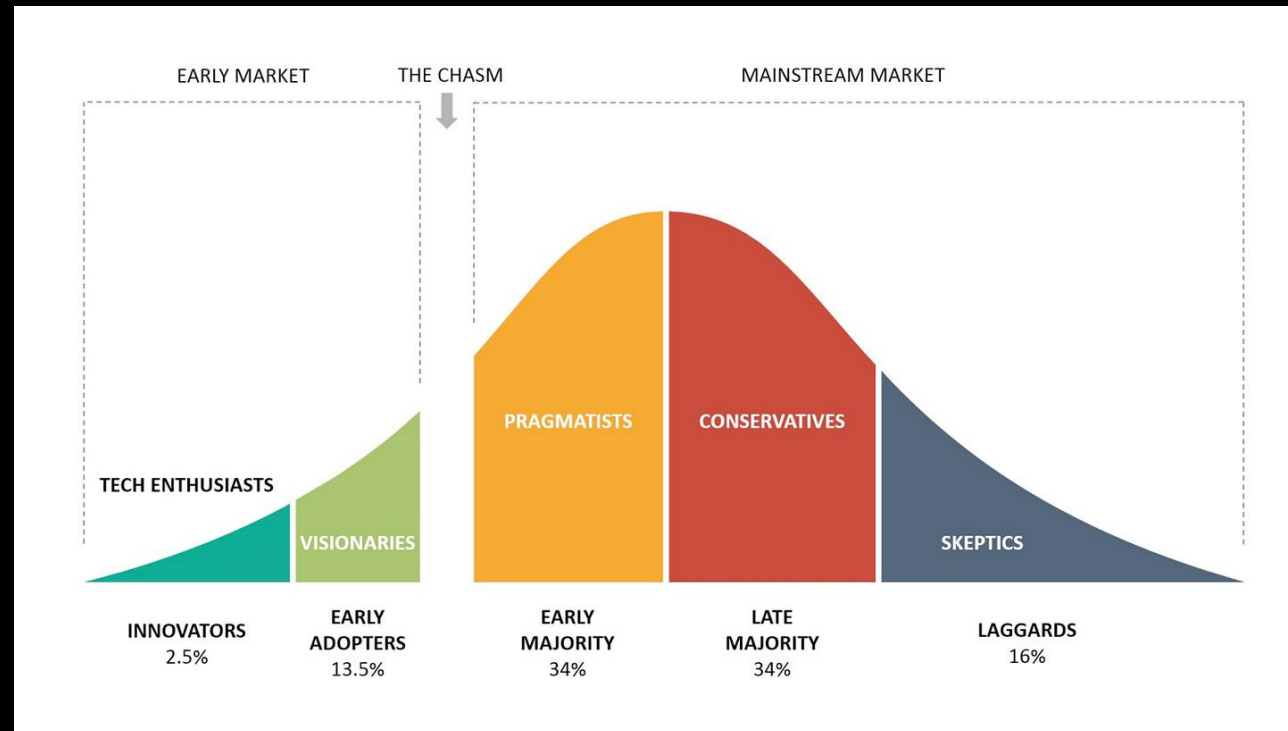 EARLY MARKET
THE CHASM
MAINSTREAM MARKET
PRAGMATISTS
CONSERVATIVES
TECH ENTHUSIASTS
VISIONARIES
SKEPTICS
INNOVATORS
2.5%
EARLY
ADOPTERS
13.5%
EARLY
MAJORITY
34%
LATE
MAJORITY
34%
LAGGARDS
16%